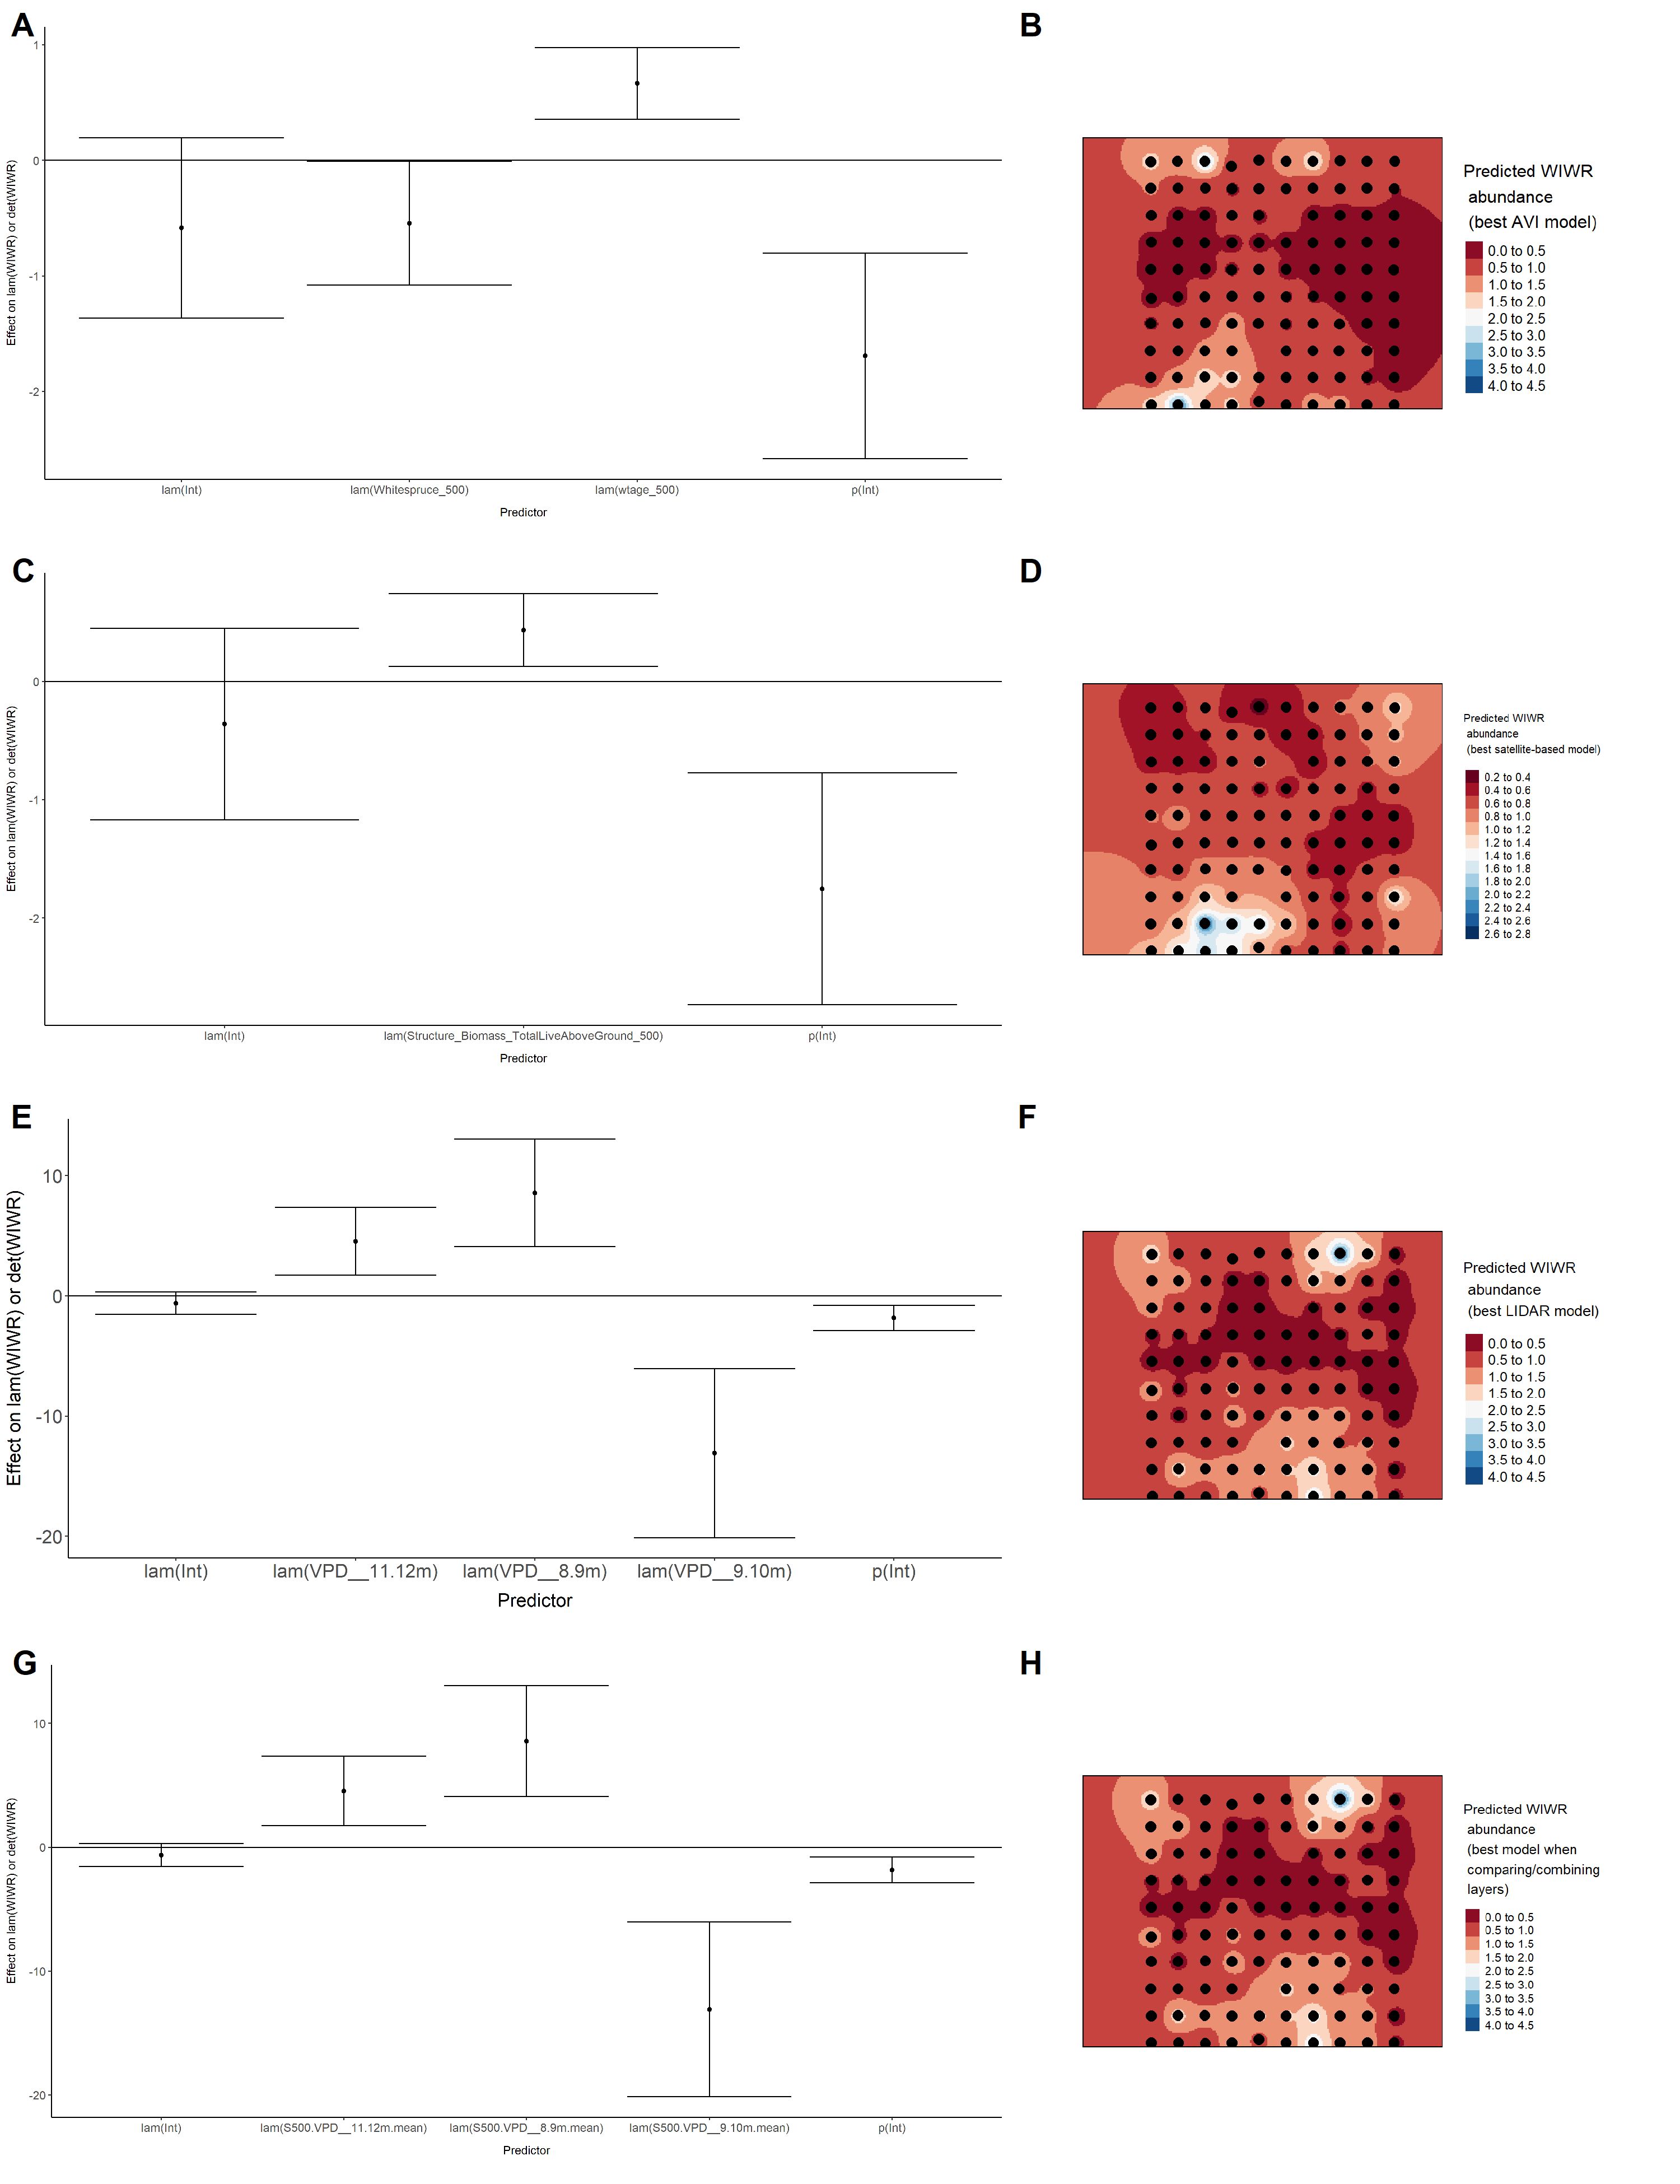 A
Effect on lam(WIWR) or det(WIWR)
1
0
-1
-2
lam(Int)
lam(Whitespruce_500)
lam(wtage_500)
p(Int)
Predictor
B
Predicted WIWR
abundance
(best AVI model)
0.0 to 0.5
0.5 to 1.0
1.0 to 1.5
1.5 to 2.0
2.0 to 2.5
2.5 to 3.0
3.0 to 3.5
3.5 to 4.0
4.0 to 4.5
C
Effect on lam(WIWR) or det(WIWR)
0
-1
-2
lam(Int)
lam(Structure_Biomass_TotalLiveAboveGround_500)
p(Int)
Predictor
D
Predicted WIWR
abundance
(best satellite-based model)
0.2 to 0.4
0.4 to 0.6
0.6 to 0.8
0.8 to 1.0
1.0 to 1.2
1.2 to 1.4
1.4 to 1.6
1.6 to 1.8
1.8 to 2.0
2.0 to 2.2
2.2 to 2.4
2.4 to 2.6
2.6 to 2.8
E
Effect on lam(WIWR) or det(WIWR)
10
0
-10
-20
lam(Int)
lam(VPD__11.12m)
lam(VPD__8.9m)
lam(VPD__9.10m)
p(Int)
Predictor
F
Predicted WIWR
abundance
(best LIDAR model)
0.0 to 0.5
0.5 to 1.0
1.0 to 1.5
1.5 to 2.0
2.0 to 2.5
2.5 to 3.0
3.0 to 3.5
3.5 to 4.0
4.0 to 4.5
G
Effect on lam(WIWR) or det(WIWR)
10
0
-10
-20
lam(Int)
lam(S500.VPD__11.12m.mean)
lam(S500.VPD__8.9m.mean)
lam(S500.VPD__9.10m.mean)
p(Int)
Predictor
H
Predicted WIWR
abundance
(best model when
comparing/combining
layers)
0.0 to 0.5
0.5 to 1.0
1.0 to 1.5
1.5 to 2.0
2.0 to 2.5
2.5 to 3.0
3.0 to 3.5
3.5 to 4.0
4.0 to 4.5